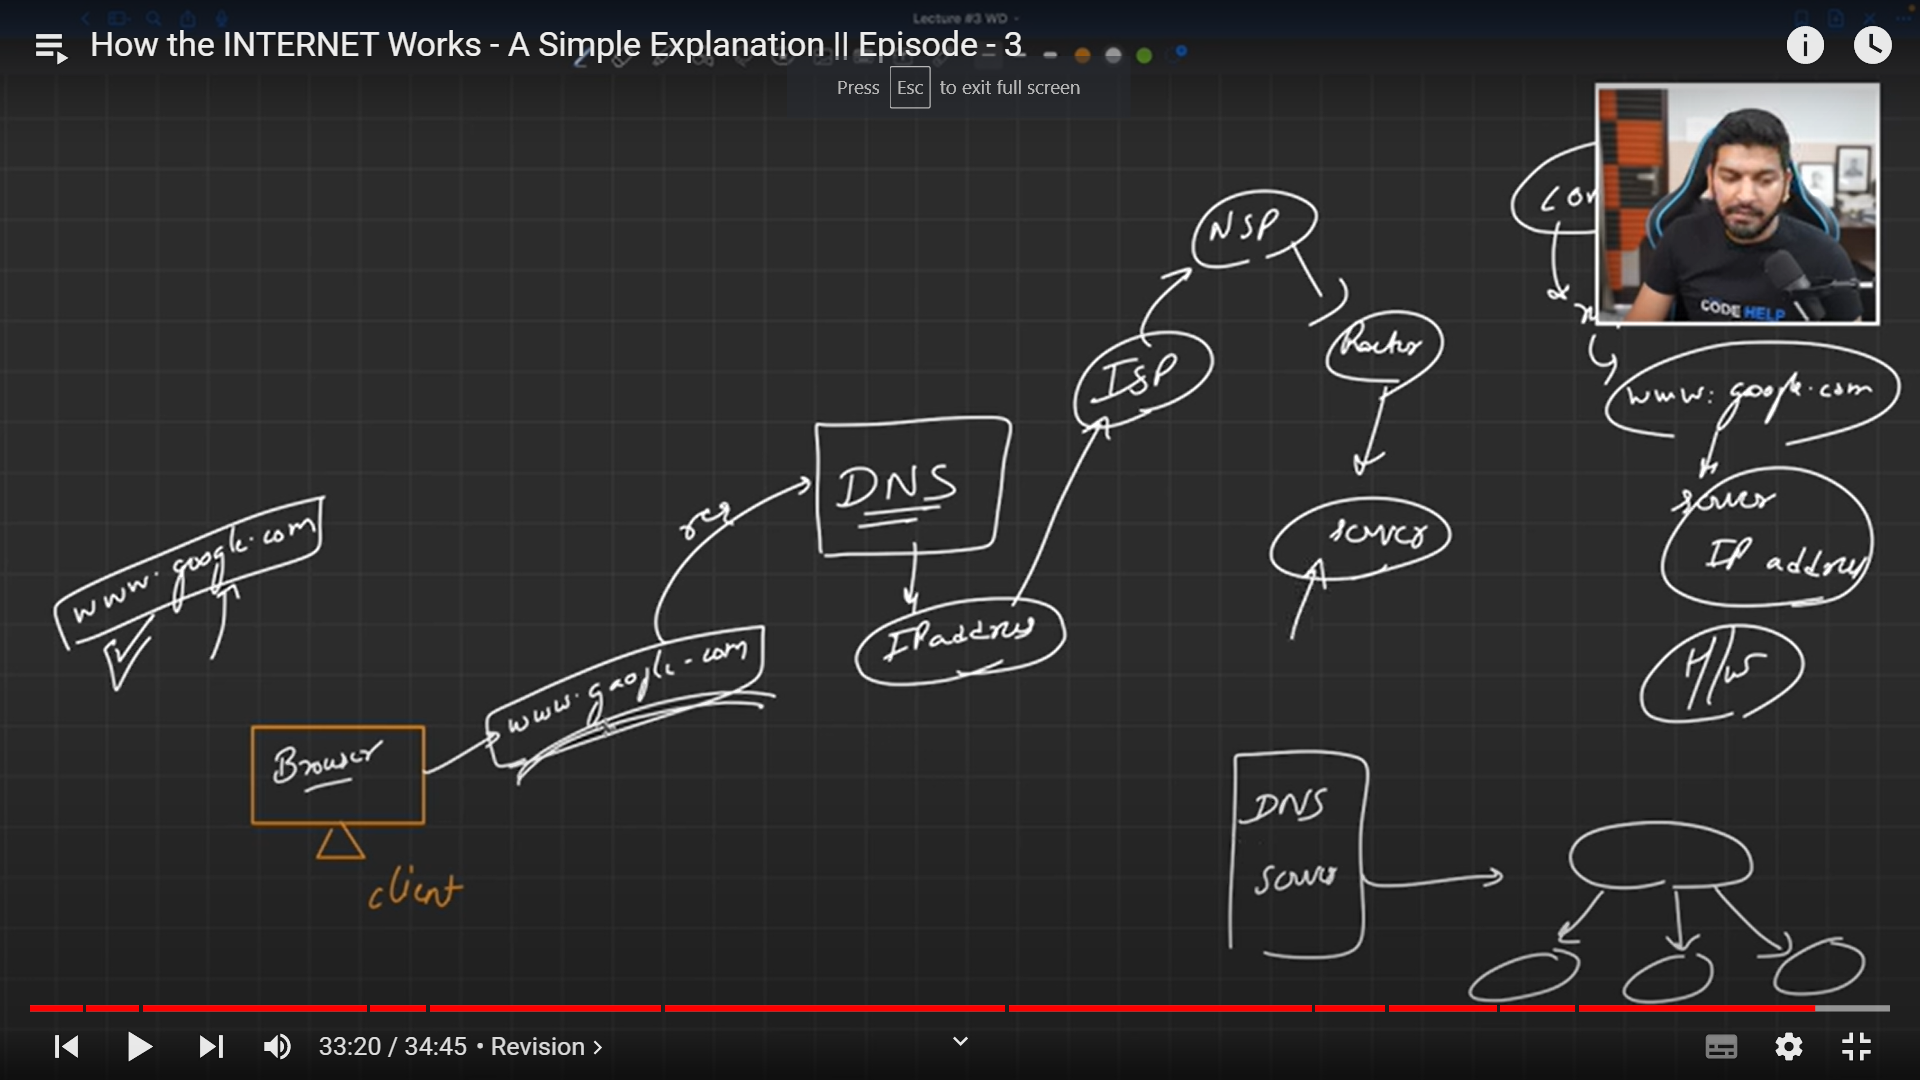 Lecture #3 WD
How the INTERNET Works - A Simple Explanation || Episode - 3
Press Esc to exit full screen
CODE HELP
NSP
Router
ISP
www.google.com
DNS
req
server
server
IP address
www.google.com
IP address
www.google.com
H/W
Browser
client
DNS
Server
33:20 / 34:45 • Revision >